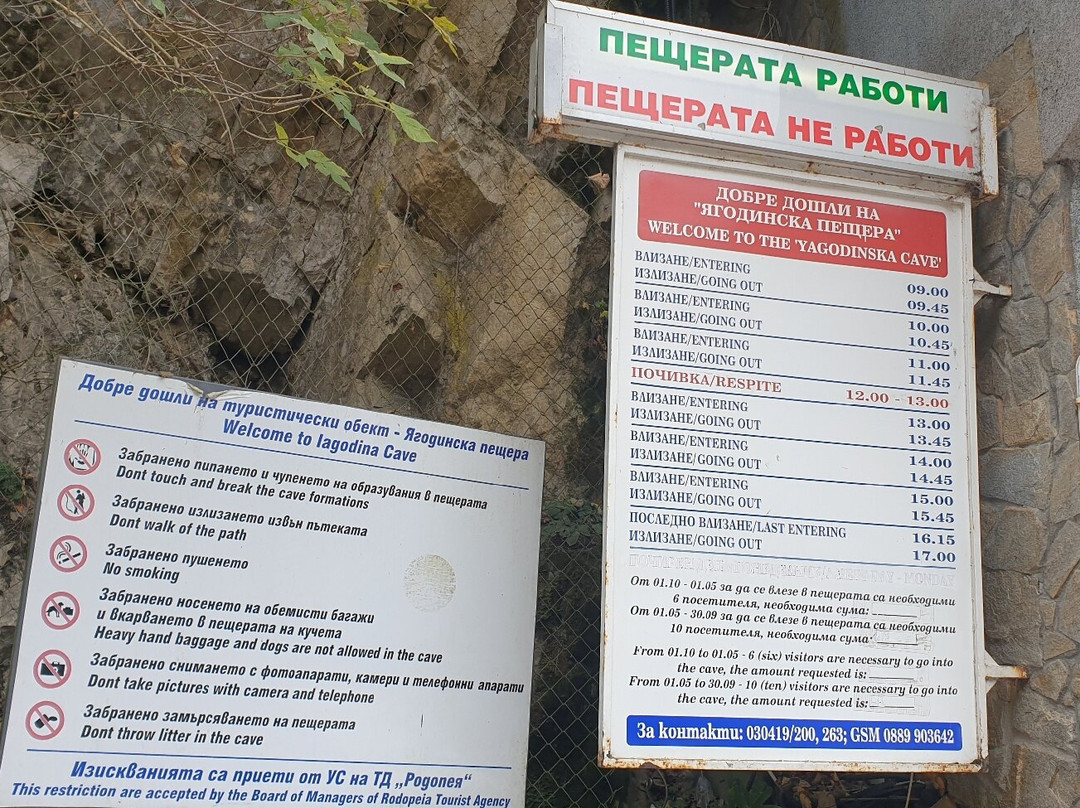 ПЕЩЕРАТА РАБОТИ
ПЕЩЕРАТА НЕ РАБОТИ
ДОБРЕ ДОШЛИ НА
"ЯГОДИНСКА ПЕЩЕРА"
WELCOME TO THE 'YAGODINSKA CAVE'
ВЛИЗАНЕ/ENTERING 09.00
ИЗЛИЗАНЕ/GOING OUT 09.45
ВЛИЗАНЕ/ENTERING 10.00
ИЗЛИЗАНЕ/GOING OUT 10.45
ВЛИЗАНЕ/ENTERING 11.00
ИЗЛИЗАНЕ/GOING OUT 11.45
ПОЧИВКА/RESPITE 12.00 - 13.00
ВЛИЗАНЕ/ENTERING 13.00
ИЗЛИЗАНЕ/GOING OUT 13.45
ВЛИЗАНЕ/ENTERING 14.00
ИЗЛИЗАНЕ/GOING OUT 14.45
ВЛИЗАНЕ/ENTERING 15.00
ИЗЛИЗАНЕ/GOING OUT 15.45
ПОСЛЕДНО ВЛИЗАНЕ/LAST ENTERING 16.15
ИЗЛИЗАНЕ/GOING OUT 17.00
От 01.10 - 01.05 за да се влезе в пещерата са необходими
6 посетителя, необходима сума:
От 01.05 - 30.09 за да се влезе в пещерата са необходими
10 посетителя, необходима сума:
From 01.10 to 01.05 - 6 (six) visitors are necessary to go into
the cave, the amount requested is:
From 01.05 to 30.09 - 10 (ten) visitors are necessary to go into
the cave, the amount requested is:
За контакти: 030419/200, 263; GSM 0889 903642
Добре дошли на туристически обект - Ягодинска пещера
Welcome to Iagodina Cave
Забранено пипането и чупенето на образувания в пещерата
Dont touch and break the cave formations
Забранено излизането извън пътеката
Dont walk of the path
Забранено пушенето
No smoking
Забранено носенето на обемисти багажи
и вкарването в пещерата на кучета
Heavy hand baggage and dogs are not allowed in the cave
Забранено снимането с фотоапарати, камери и телефонни апарати
Dont take pictures with camera and telephone
Забранено замърсяването на пещерата
Dont throw litter in the cave
Изискванията са приети от УС на ТД „Родопея“
This restriction are accepted by the Board of Managers of Rodopeia Tourist Agency